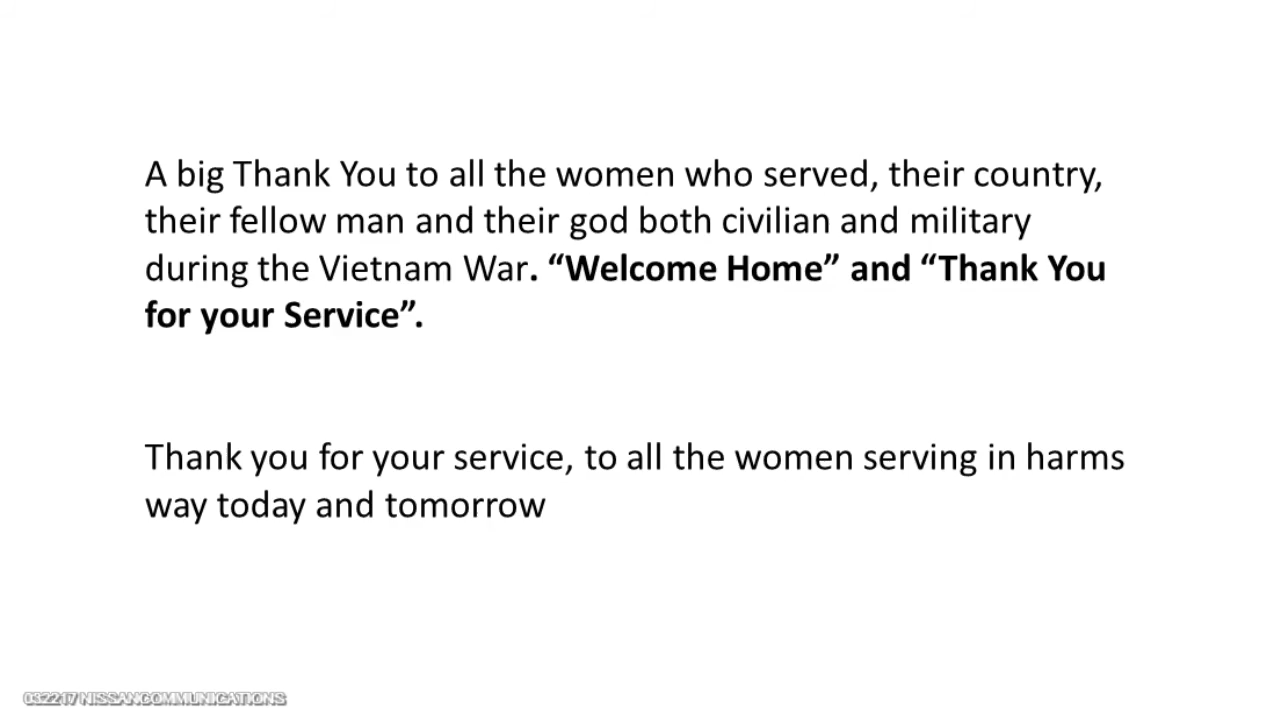 A big Thank You to all the women who served, their country,
their fellow man and their god both civilian and military
during the Vietnam War. “Welcome Home” and “Thank You
for your Service”.
Thank you for your service, to all the women serving in harms
way today and tomorrow
032217 NISSANCOMMUNICATIONS